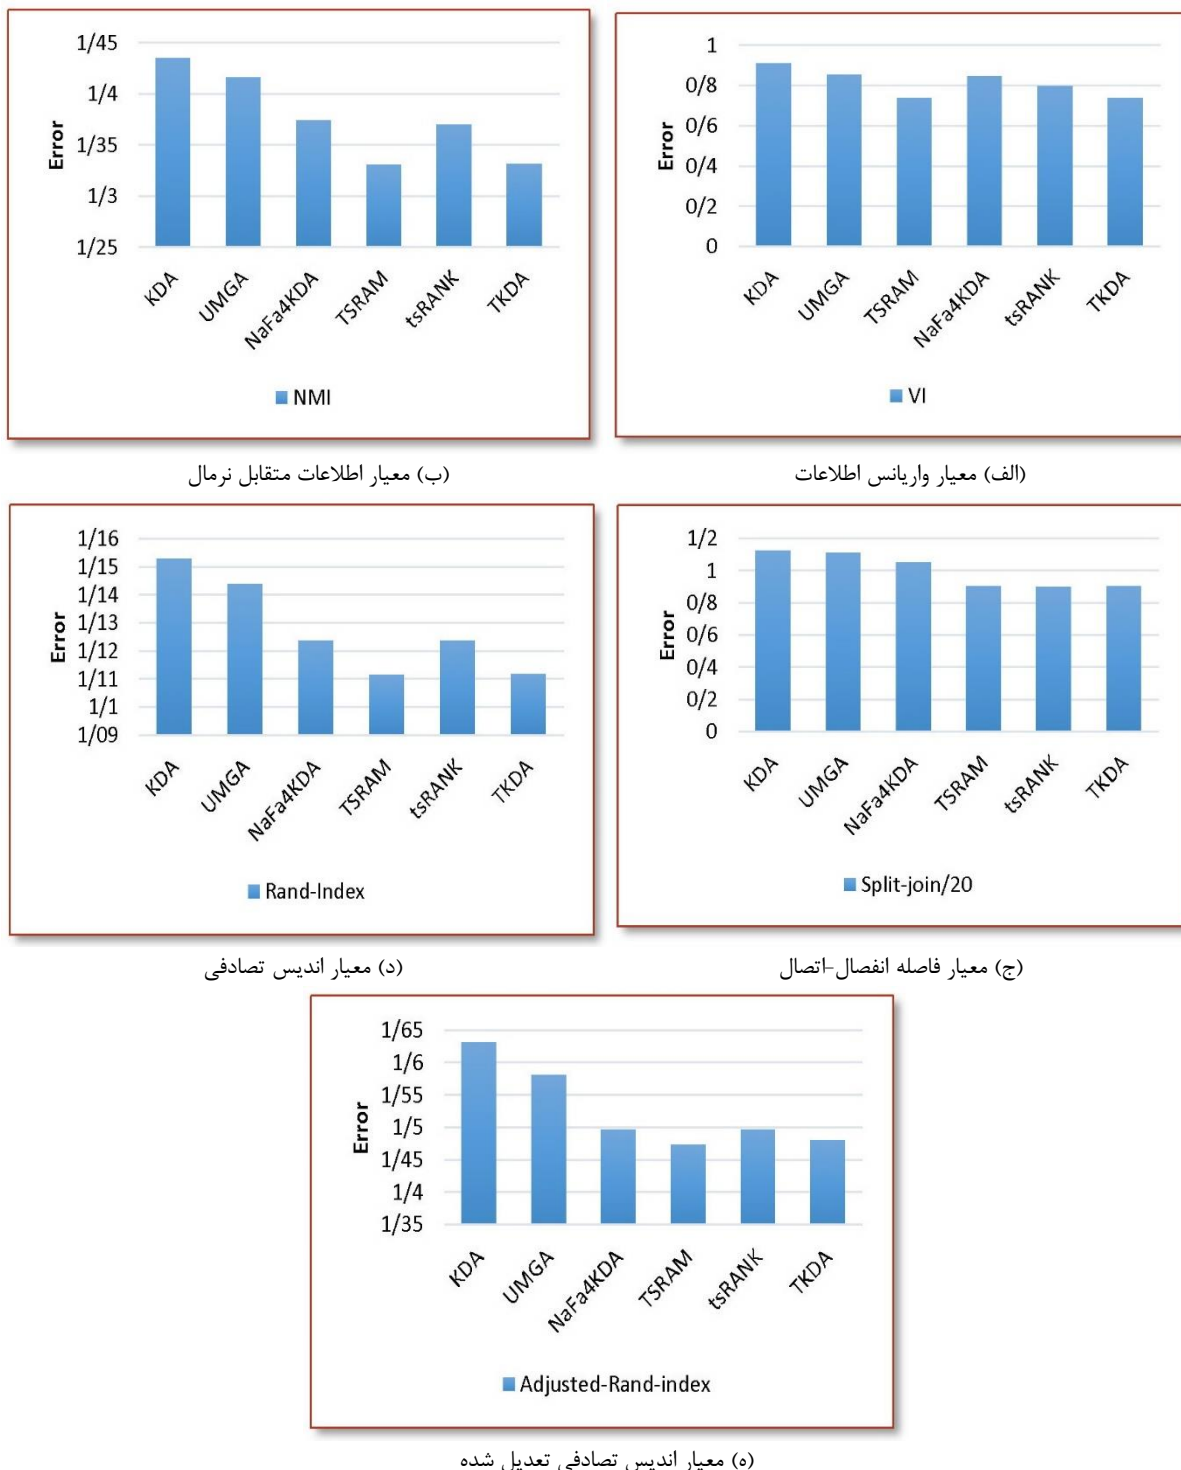 1
0/8
0/6
0/4
0/2
0
Error
KDA
UMGA
TSRAM
NaFa4KDA
tsRANK
TKDA
VI
(الف) معیار واریانس اطلاعات
1/45
1/4
1/35
1/3
1/25
Error
KDA
UMGA
NaFa4KDA
TSRAM
tsRANK
TKDA
NMI
(ب) معیار اطلاعات متقابل نرمال
1/2
1
0/8
0/6
0/4
0/2
0
Error
KDA
UMGA
NaFa4KDA
TSRAM
tsRANK
TKDA
Split-join/20
(ج) معیار فاصله انفصال-اتصال
1/16
1/15
1/14
1/13
1/12
1/11
1/1
1/09
Error
KDA
UMGA
NaFa4KDA
TSRAM
tsRANK
TKDA
Rand-Index
(د) معیار اندیس تصادفی
1/65
1/6
1/55
1/5
1/45
1/4
1/35
Error
KDA
UMGA
NaFa4KDA
TSRAM
tsRANK
TKDA
Adjusted-Rand-index
(ه) معیار اندیس تصادفی تعدیل شده